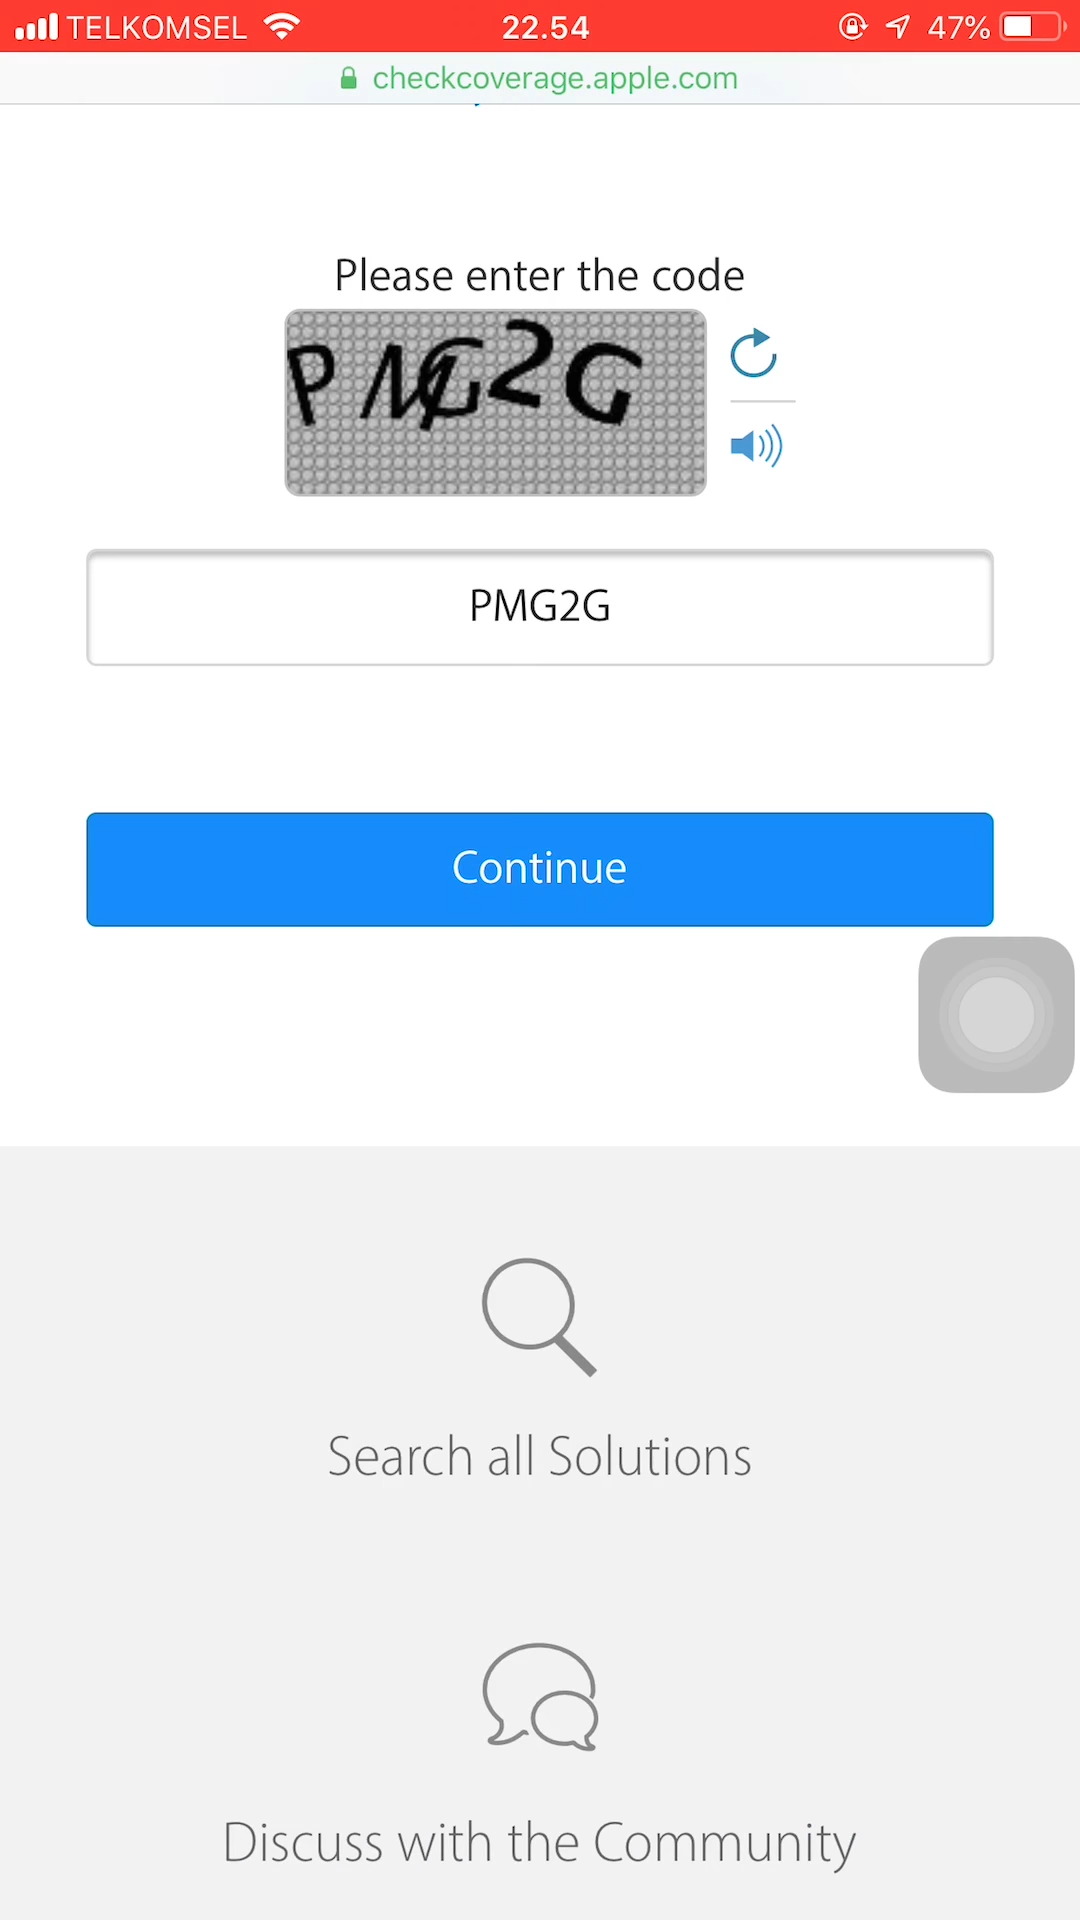 TELKOMSEL 22.54 47%
checkcoverage.apple.com
Please enter the code
PMG2G
PMG2G
Continue
Search all Solutions
Discuss with the Community